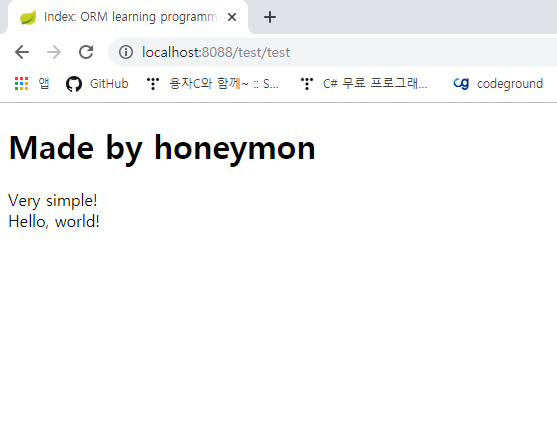 Index: ORM learning programm
localhost:8088/test/test
앱 GitHub 용자C와 함께~ :: S... C# 무료 프로그래... cg codeground
Made by honeymon
Very simple!
Hello, world!